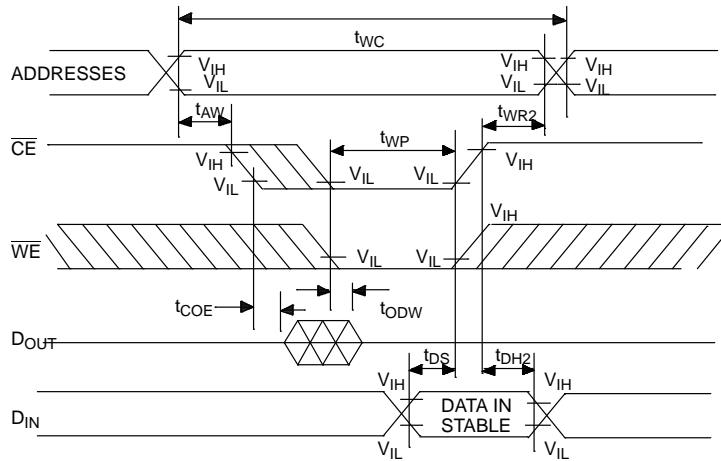 tWC
ADDRESSES
VIH
VIL
VIH
VIL
VIH
VIL
tAW
tWR2
CE
tWP
VIH
VIL
VIL
VIL
VIH
WE
VIH
VIL
VIL
tCOE
tODW
DOUT
tDS
tDH2
VIH
VIH
DIN
DATA IN
STABLE
VIL
VIL